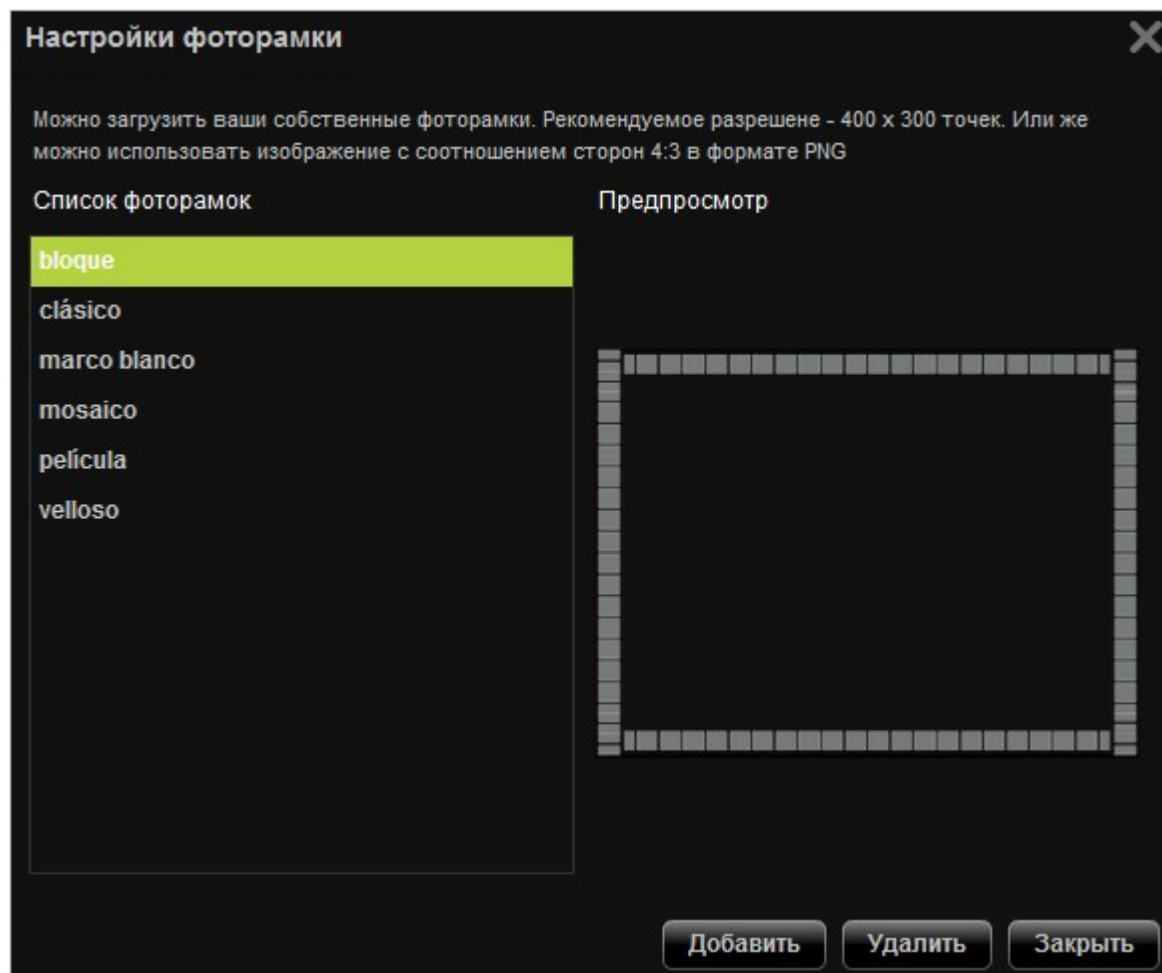 Настройки фоторамки
Можно загрузить ваши собственные фоторамки. Рекомендуемое разрешене - 400 x 300 точек. Или же
можно использовать изображение с соотношением сторон 4:3 в формате PNG
Список фоторамок
Предпросмотр
bloque
clásico
marco blanco
mosaico
película
velloso
Добавить
Удалить
Закрыть